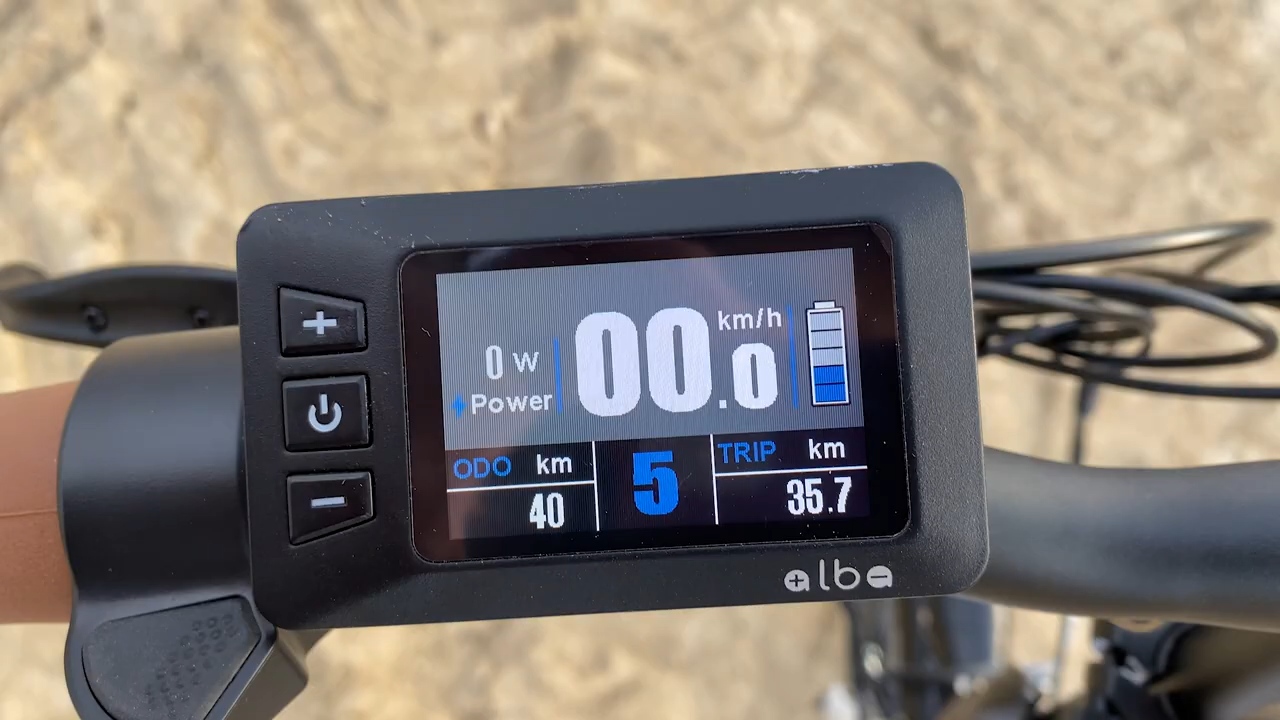 +
00.0 km/h
0 W
Power
ODO km
40
5
TRIP km
35.7
−
alba